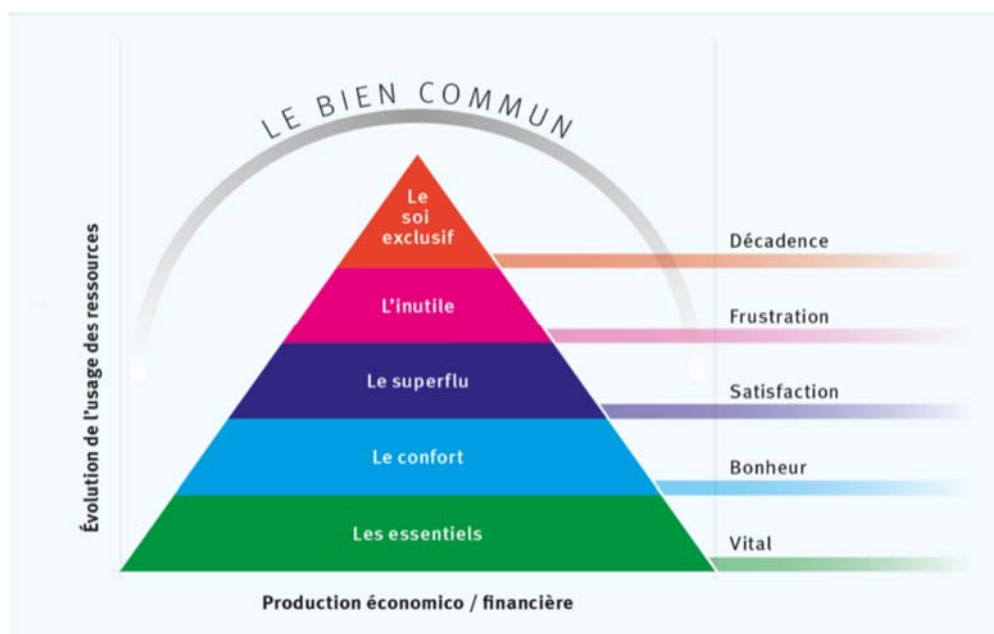 LE BIEN COMMUN
Le
soi
exclusif
Décadence
L'inutile
Frustration
Le superflu
Satisfaction
Le confort
Bonheur
Les essentiels
Vital
Évolution de l'usage des ressources
Production économico / financière